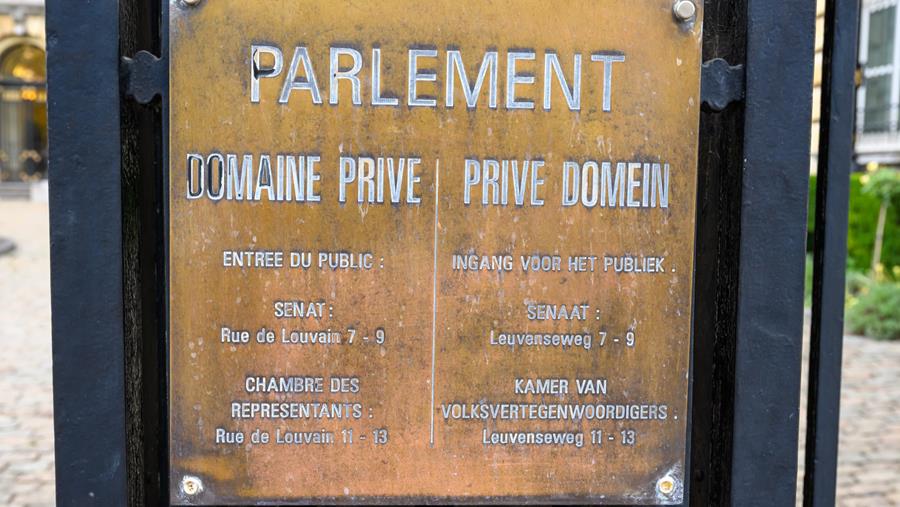 PARLEMENT
DOMAINE PRIVE
ENTREE DU PUBLIC :
SENAT :
Rue de Louvain 7 - 9
CHAMBRE DES
REPRESENTANTS :
Rue de Louvain 11 - 13
PRIVE DOMEIN
INGANG VOOR HET PUBLIEK .
SENAAT :
Leuvenseweg 7 - 9
KAMER VAN
VOLKSVERTEGENWOORDIGERS .
Leuvenseweg 11 - 13